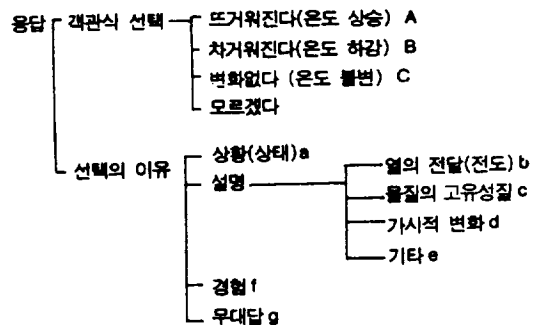 응답 객관식 선택 뜨거워진다(온도 상승) A
차거워진다(온도 하강) B
변화없다 (온도 불변) C
모르겠다
선택의 이유 상황(상태) a
설명 열의 전달(전도) b
물질의 고유성질 c
가시적 변화 d
기타 e
경험 f
무대답 g